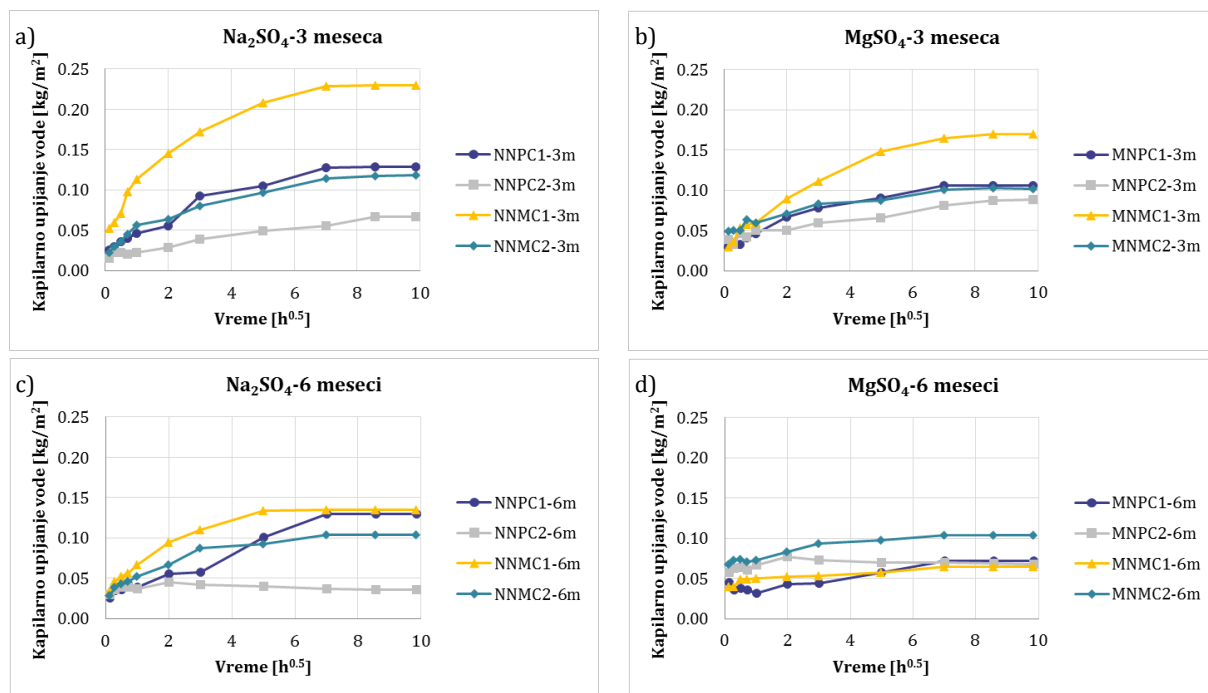 a)
Na₂SO₄-3 meseca
Kapilarno upijanje vode [kg/m²]
0.25
0.20
0.15
0.10
0.05
0.00
0 2 4 6 8 10
Vreme [h⁰·⁵]
NNPC1-3m
NNPC2-3m
NNMC1-3m
NNMC2-3m
b)
MgSO₄-3 meseca
Kapilarno upijanje vode [kg/m²]
0.25
0.20
0.15
0.10
0.05
0.00
0 2 4 6 8 10
Vreme [h⁰·⁵]
MNPC1-3m
MNPC2-3m
MNMC1-3m
MNMC2-3m
c)
Na₂SO₄-6 meseci
Kapilarno upijanje vode [kg/m²]
0.25
0.20
0.15
0.10
0.05
0.00
0 2 4 6 8 10
Vreme [h⁰·⁵]
NNPC1-6m
NNPC2-6m
NNMC1-6m
NNMC2-6m
d)
MgSO₄-6 meseci
Kapilarno upijanje vode [kg/m²]
0.25
0.20
0.15
0.10
0.05
0.00
0 2 4 6 8 10
Vreme [h⁰·⁵]
MNPC1-6m
MNPC2-6m
MNMC1-6m
MNMC2-6m